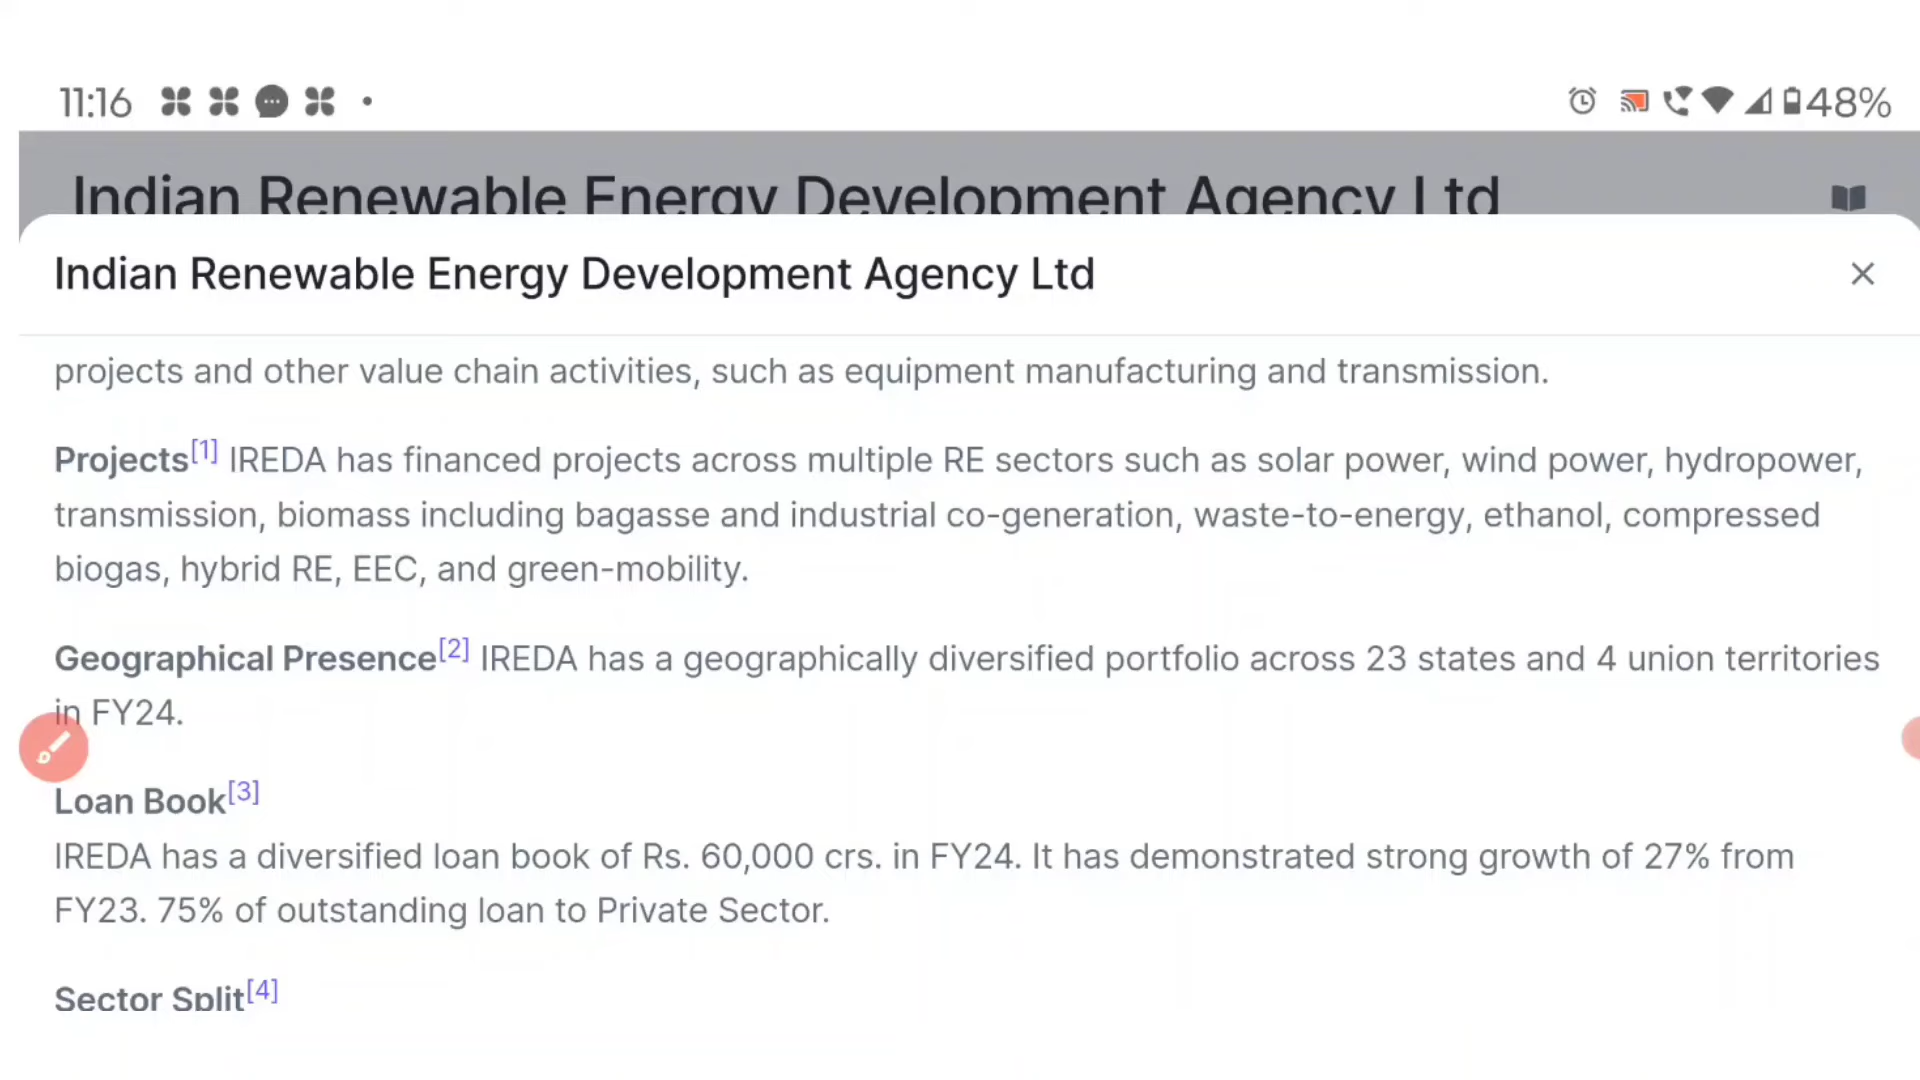 11:16
48%
Indian Renewable Energy Development Agency Ltd
Indian Renewable Energy Development Agency Ltd
projects and other value chain activities, such as equipment manufacturing and transmission.
Projects[1] IREDA has financed projects across multiple RE sectors such as solar power, wind power, hydropower,
transmission, biomass including bagasse and industrial co-generation, waste-to-energy, ethanol, compressed
biogas, hybrid RE, EEC, and green-mobility.
Geographical Presence[2] IREDA has a geographically diversified portfolio across 23 states and 4 union territories
in FY24.
Loan Book[3]
IREDA has a diversified loan book of Rs. 60,000 crs. in FY24. It has demonstrated strong growth of 27% from
FY23. 75% of outstanding loan to Private Sector.
Sector Split[4]